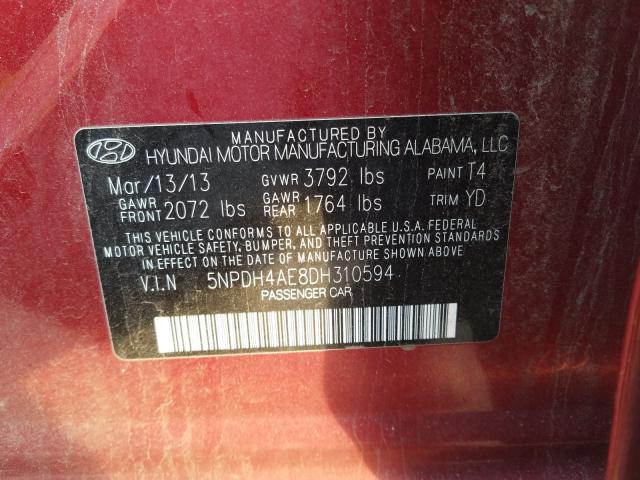 MANUFACTURED BY
HYUNDAI MOTOR MANUFACTURING ALABAMA, LLC
Mar/13/13 GVWR 3792 lbs PAINT T4
GAWR FRONT 2072 lbs GAWR REAR 1764 lbs TRIM YD
THIS VEHICLE CONFORMS TO ALL APPLICABLE U.S.A. FEDERAL
MOTOR VEHICLE SAFETY, BUMPER, AND THEFT PREVENTION STANDARDS
IN EFFECT ON THE DATE OF MANUFACTURE SHOWN ABOVE
V.I.N 5NPDH4AE8DH310594
PASSENGER CAR